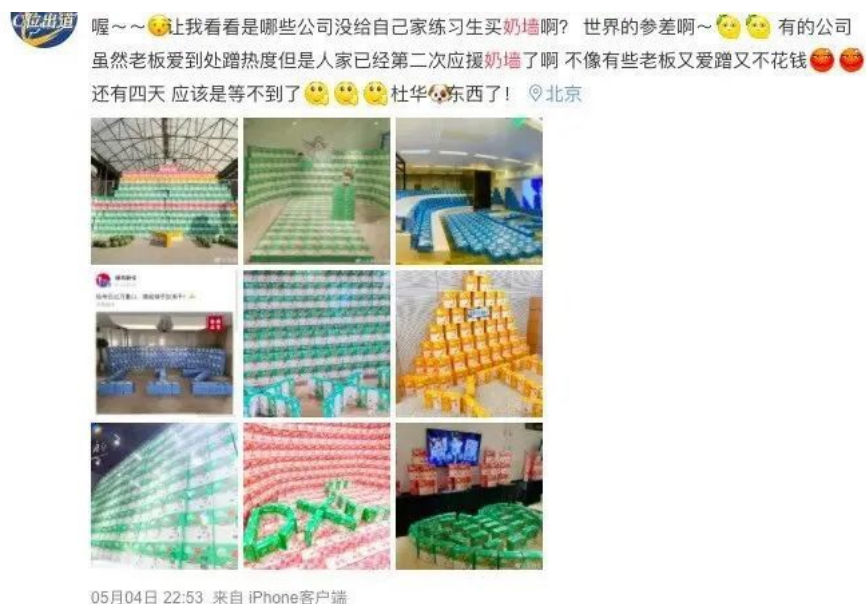 C位出道
喔~~让我看看是哪些公司没给自己家练习生买奶墙啊? 世界的参差啊~ 有的公司
虽然老板爱到处蹭热度但是人家已经第二次应援奶墙了啊 不像有些老板又爱蹭又不花钱
还有四天 应该是等不到了 杜华东西了! 北京
05月04日 22:53 来自 iPhone客户端